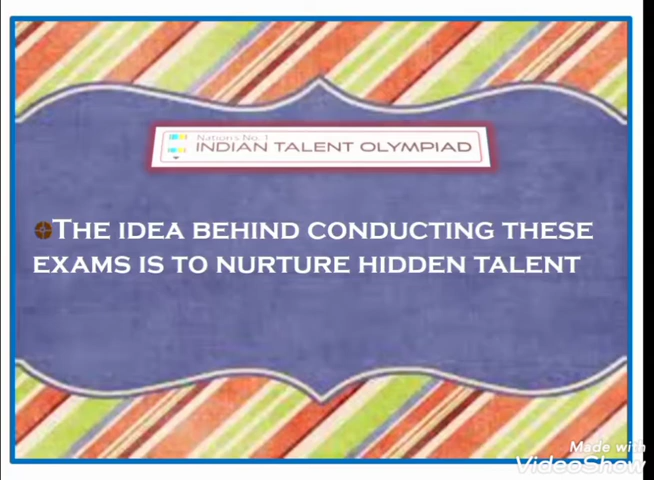 Nation's No. 1
INDIAN TALENT OLYMPIAD
THE IDEA BEHIND CONDUCTING THESE
EXAMS IS TO NURTURE HIDDEN TALENT
Made with
VideoShow